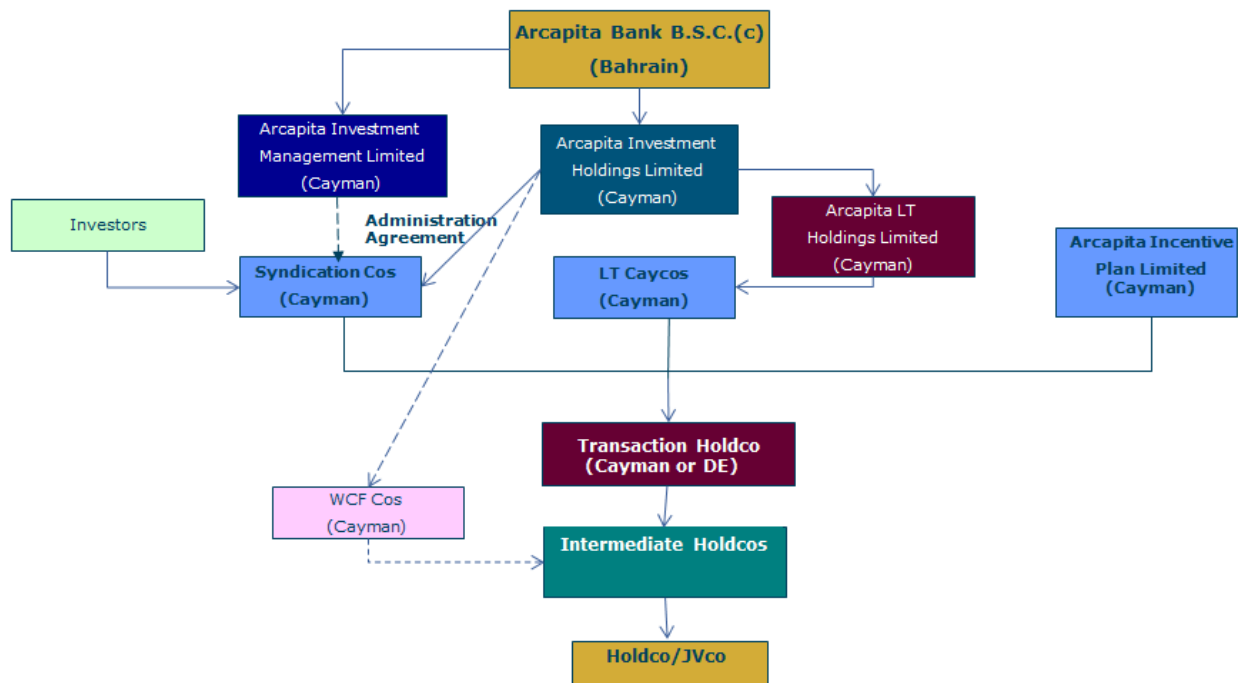 Arcapita Bank B.S.C.(c)
(Bahrain)
Arcapita Investment
Management Limited
(Cayman)
Arcapita Investment
Holdings Limited
(Cayman)
Investors
Administration
Agreement
Arcapita LT
Holdings Limited
(Cayman)
Arcapita Incentive
Plan Limited
(Cayman)
Syndication Cos
(Cayman)
LT Caycos
(Cayman)
Transaction Holdco
(Cayman or DE)
WCF Cos
(Cayman)
Intermediate Holdcos
Holdco/JVco